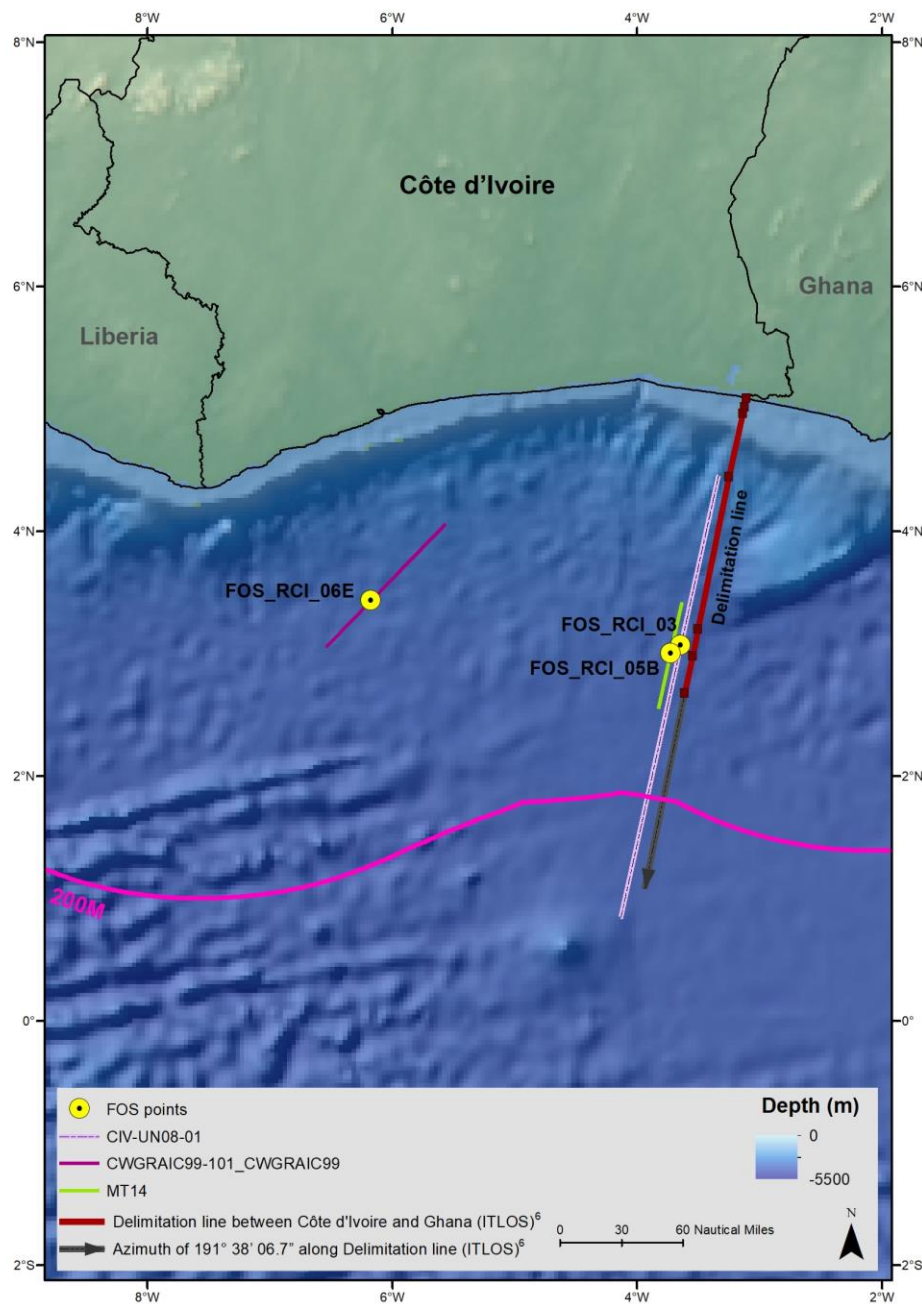 8°W 6°W 4°W 2°W
8°N 8°N
Côte d'Ivoire
6°N 6°N
Ghana
Liberia
4°N 4°N
Delimitation line
FOS_RCI_06E
FOS_RCI_03
FOS_RCI_05B
2°N 2°N
200M
0° 0°
FOS points
CIV-UN08-01
CWGRAIC99-101_CWGRAIC99
MT14
Delimitation line between Côte d'Ivoire and Ghana (ITLOS)⁶
Azimuth of 191° 38' 06.7" along Delimitation line (ITLOS)⁶
Depth (m)
0
-5500
0 30 60 Nautical Miles
N
2°S 2°S
8°W 6°W 4°W 2°W